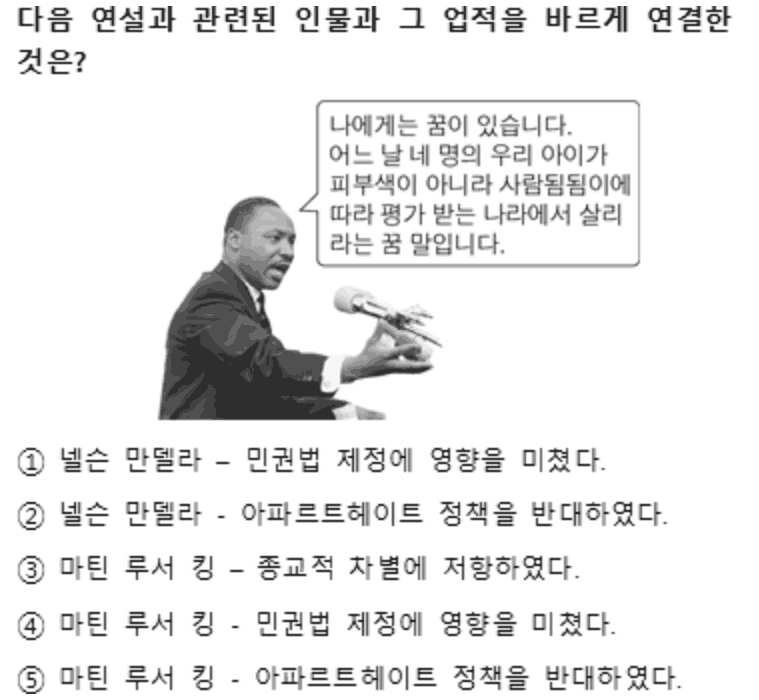 다음 연설과 관련된 인물과 그 업적을 바르게 연결한
것은?
나에게는 꿈이 있습니다.
어느 날 네 명의 우리 아이가
피부색이 아니라 사람됨됨이에
따라 평가 받는 나라에서 살리
라는 꿈 말입니다.
① 넬슨 만델라 – 민권법 제정에 영향을 미쳤다.
② 넬슨 만델라 - 아파르트헤이트 정책을 반대하였다.
③ 마틴 루서 킹 – 종교적 차별에 저항하였다.
④ 마틴 루서 킹 - 민권법 제정에 영향을 미쳤다.
⑤ 마틴 루서 킹 - 아파르트헤이트 정책을 반대하였다.